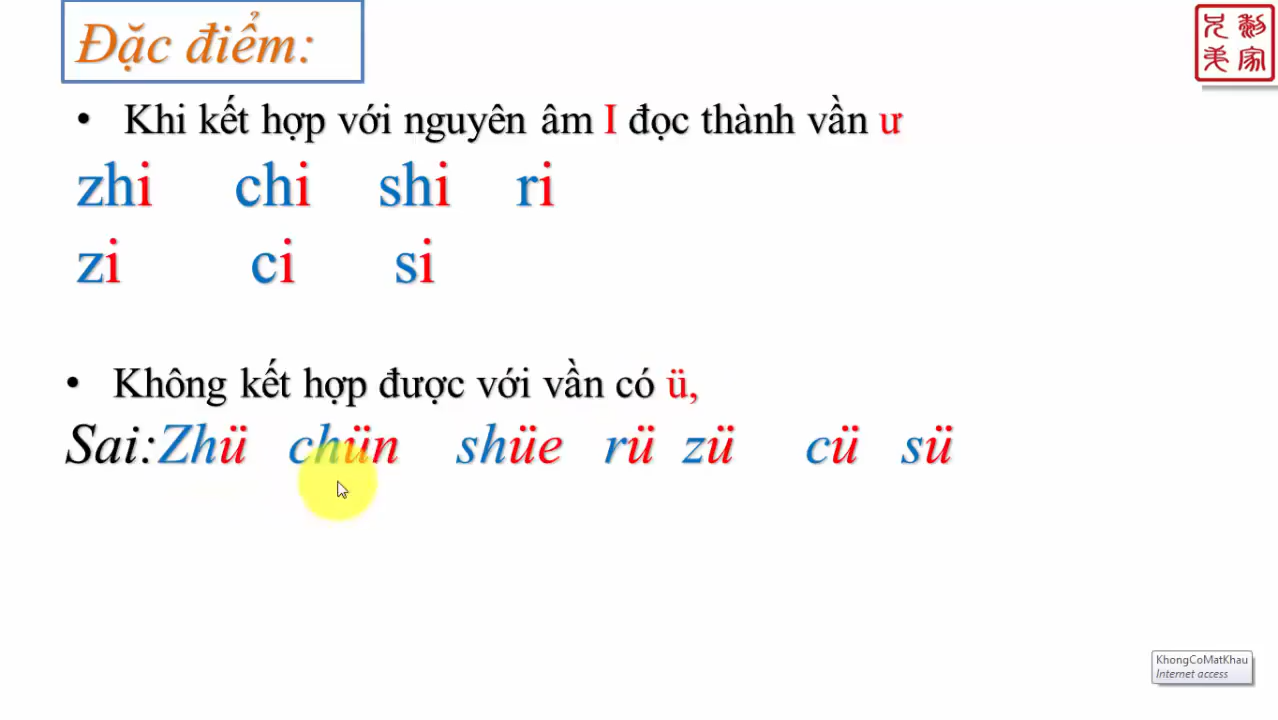 Đặc điểm:
• Khi kết hợp với nguyên âm I đọc thành vần ư
zhi chi shi ri
zi ci si
• Không kết hợp được với vần có ü,
Sai:Zhü chün shüe rü zü cü sü
KhongCoMatKhau
Internet access